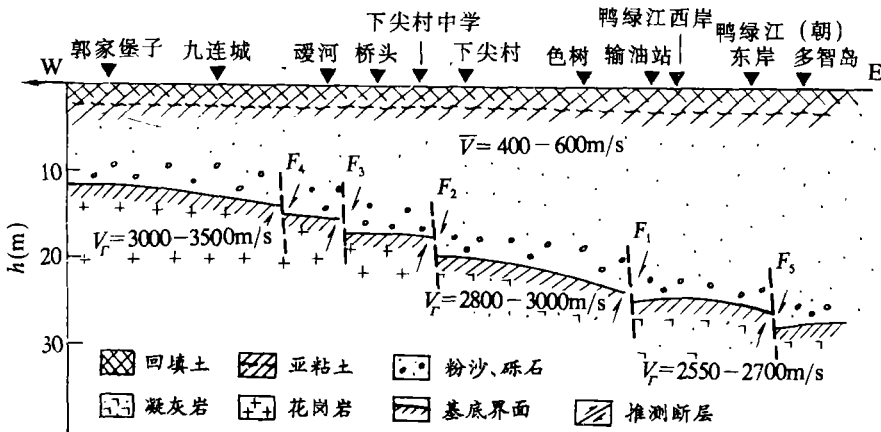 下尖村中学
鸭绿江西岸
鸭绿江（朝）
郭家堡子 九连城 叆河 桥头 下尖村 色树 输油站 东岸 多智岛
W E
V̄=400-600m/s
10
F₄ F₃ F₂
Vᵣ=3000-3500m/s
h(m)
20
F₁
F₅
Vᵣ=2800-3000m/s
30
Vᵣ=2550-2700m/s
回填土 亚粘土 粉沙、砾石
凝灰岩 花岗岩 基底界面 推测断层